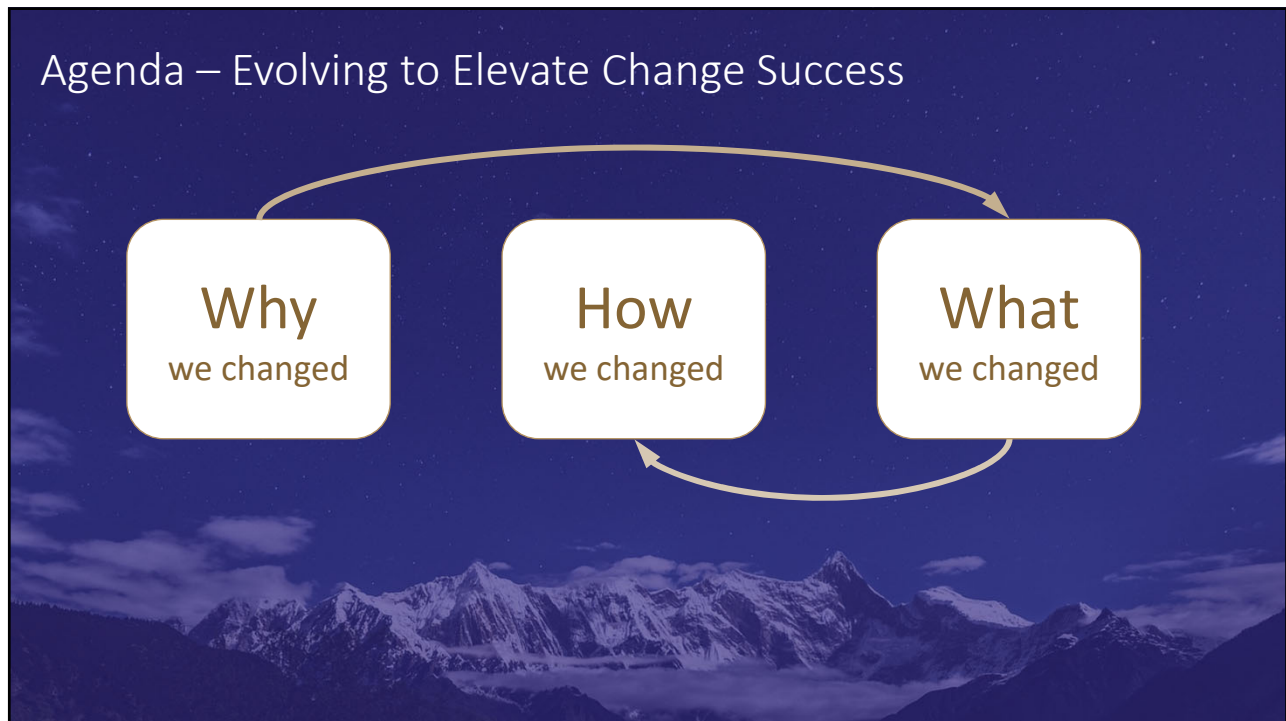 Agenda – Evolving to Elevate Change Success
Why
we changed
How
we changed
What
we changed